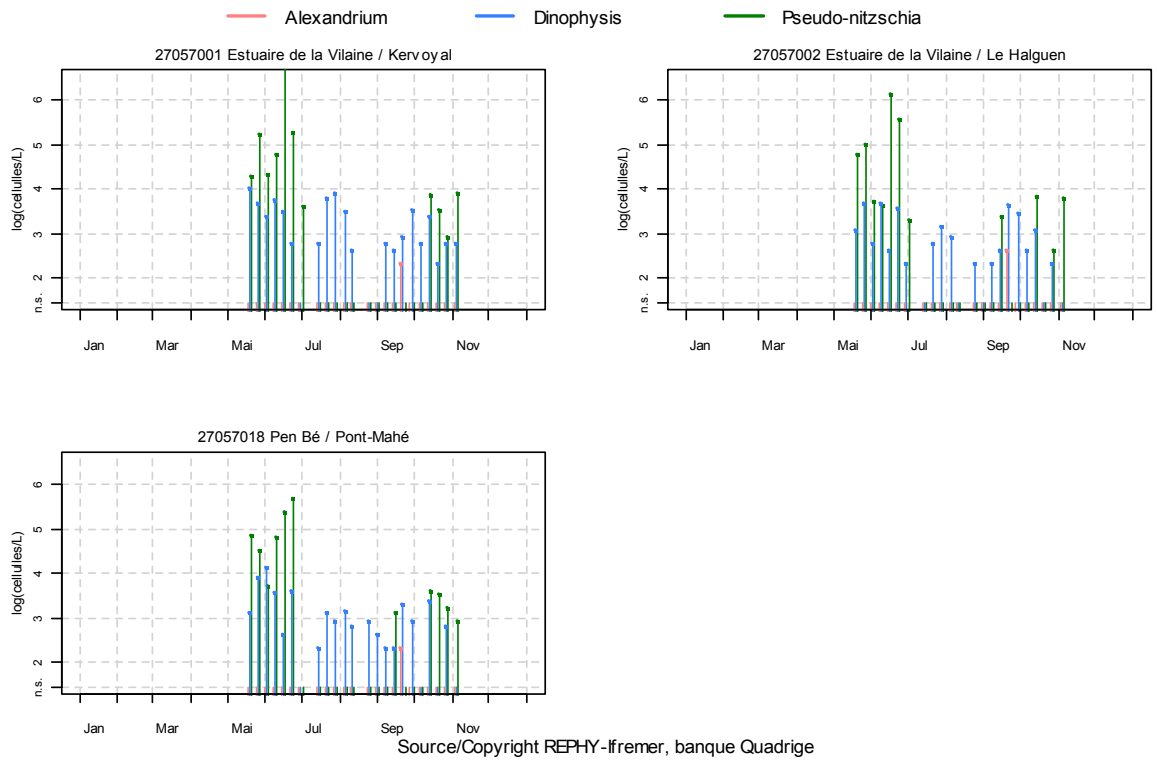 Alexandrium Dinophysis Pseudo-nitzschia
27057001 Estuaire de la Vilaine / Kervoyal
log(cellulles/L)
6
5
4
3
2
n.s.
Jan Mar Mai Jul Sep Nov
27057002 Estuaire de la Vilaine / Le Halguen
log(cellulles/L)
6
5
4
3
2
n.s.
Jan Mar Mai Jul Sep Nov
27057018 Pen Bé / Pont-Mahé
log(cellulles/L)
6
5
4
3
2
n.s.
Jan Mar Mai Jul Sep Nov
Source/Copyright REPHY-Ifremer, banque Quadrige